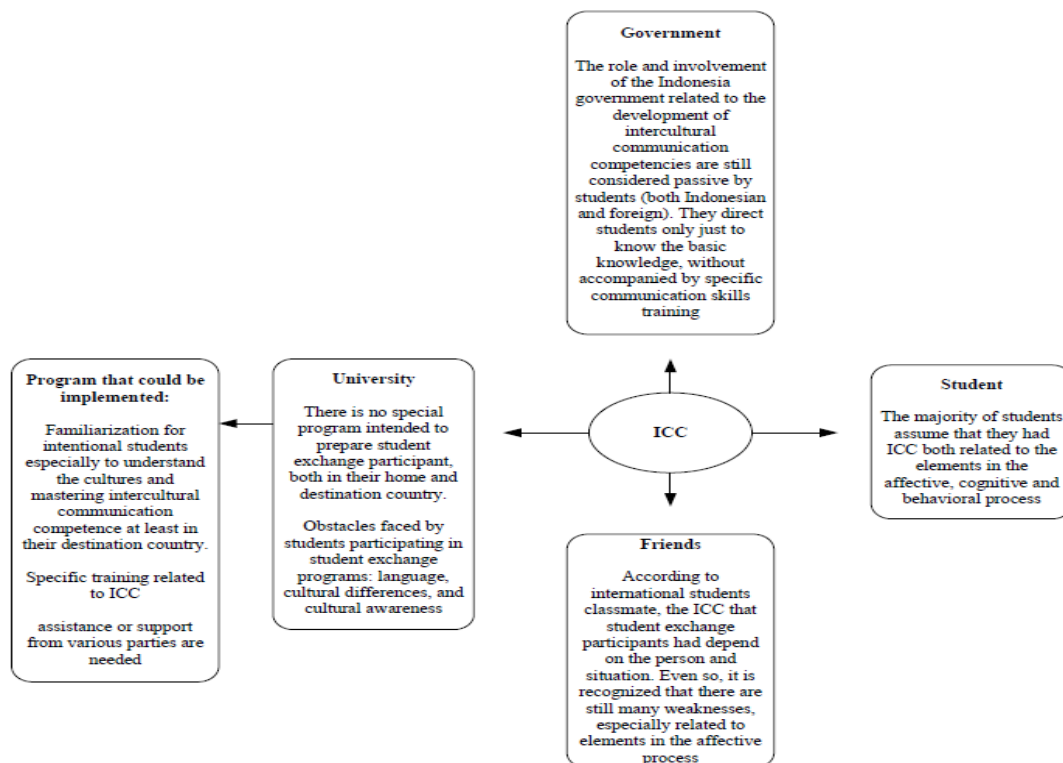 Government
The role and involvement
of the Indonesia
government related to the
development of
intercultural
communication
competencies are still
considered passive by
students (both Indonesian
and foreign). They direct
students only just to
know the basic
knowledge, without
accompanied by specific
communication skills
training
Program that could be
implemented:
Familiarization for
intentional students
especially to understand
the cultures and
mastering intercultural
communication
competence at least in
their destination country.
Specific training related
to ICC
assistance or support
from various parties are
needed
University
There is no special
program intended to
prepare student
exchange participant,
both in their home and
destination country.
Obstacles faced by
students participating in
student exchange
programs: language,
cultural differences, and
cultural awareness
ICC
Student
The majority of students
assume that they had
ICC both related to the
elements in the
affective, cognitive and
behavioral process
Friends
According to
international students
classmate, the ICC that
student exchange
participants had depend
on the person and
situation. Even so, it is
recognized that there are
still many weaknesses,
especially related to
elements in the affective
process